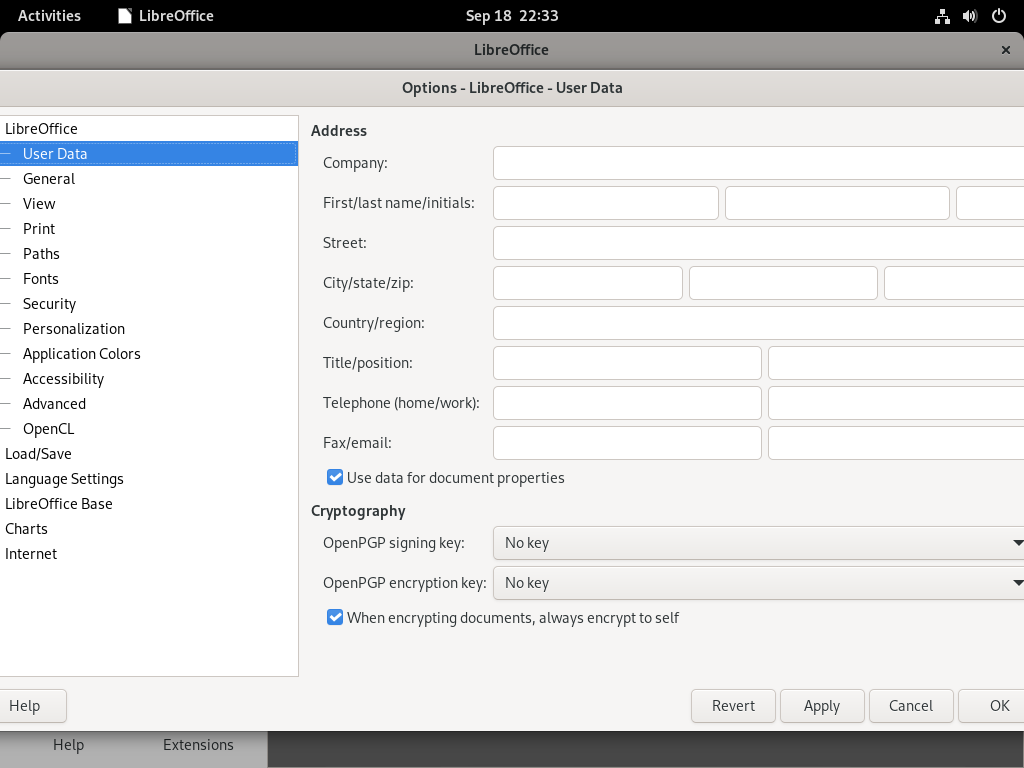 Activities LibreOffice Sep 18 22:33
LibreOffice
Options - LibreOffice - User Data
LibreOffice
User Data
General
View
Print
Paths
Fonts
Security
Personalization
Application Colors
Accessibility
Advanced
OpenCL
Load/Save
Language Settings
LibreOffice Base
Charts
Internet
Address
Company:
First/last name/initials:
Street:
City/state/zip:
Country/region:
Title/position:
Telephone (home/work):
Fax/email:
Use data for document properties
Cryptography
OpenPGP signing key: No key
OpenPGP encryption key: No key
When encrypting documents, always encrypt to self
Help Revert Apply Cancel OK
Help Extensions